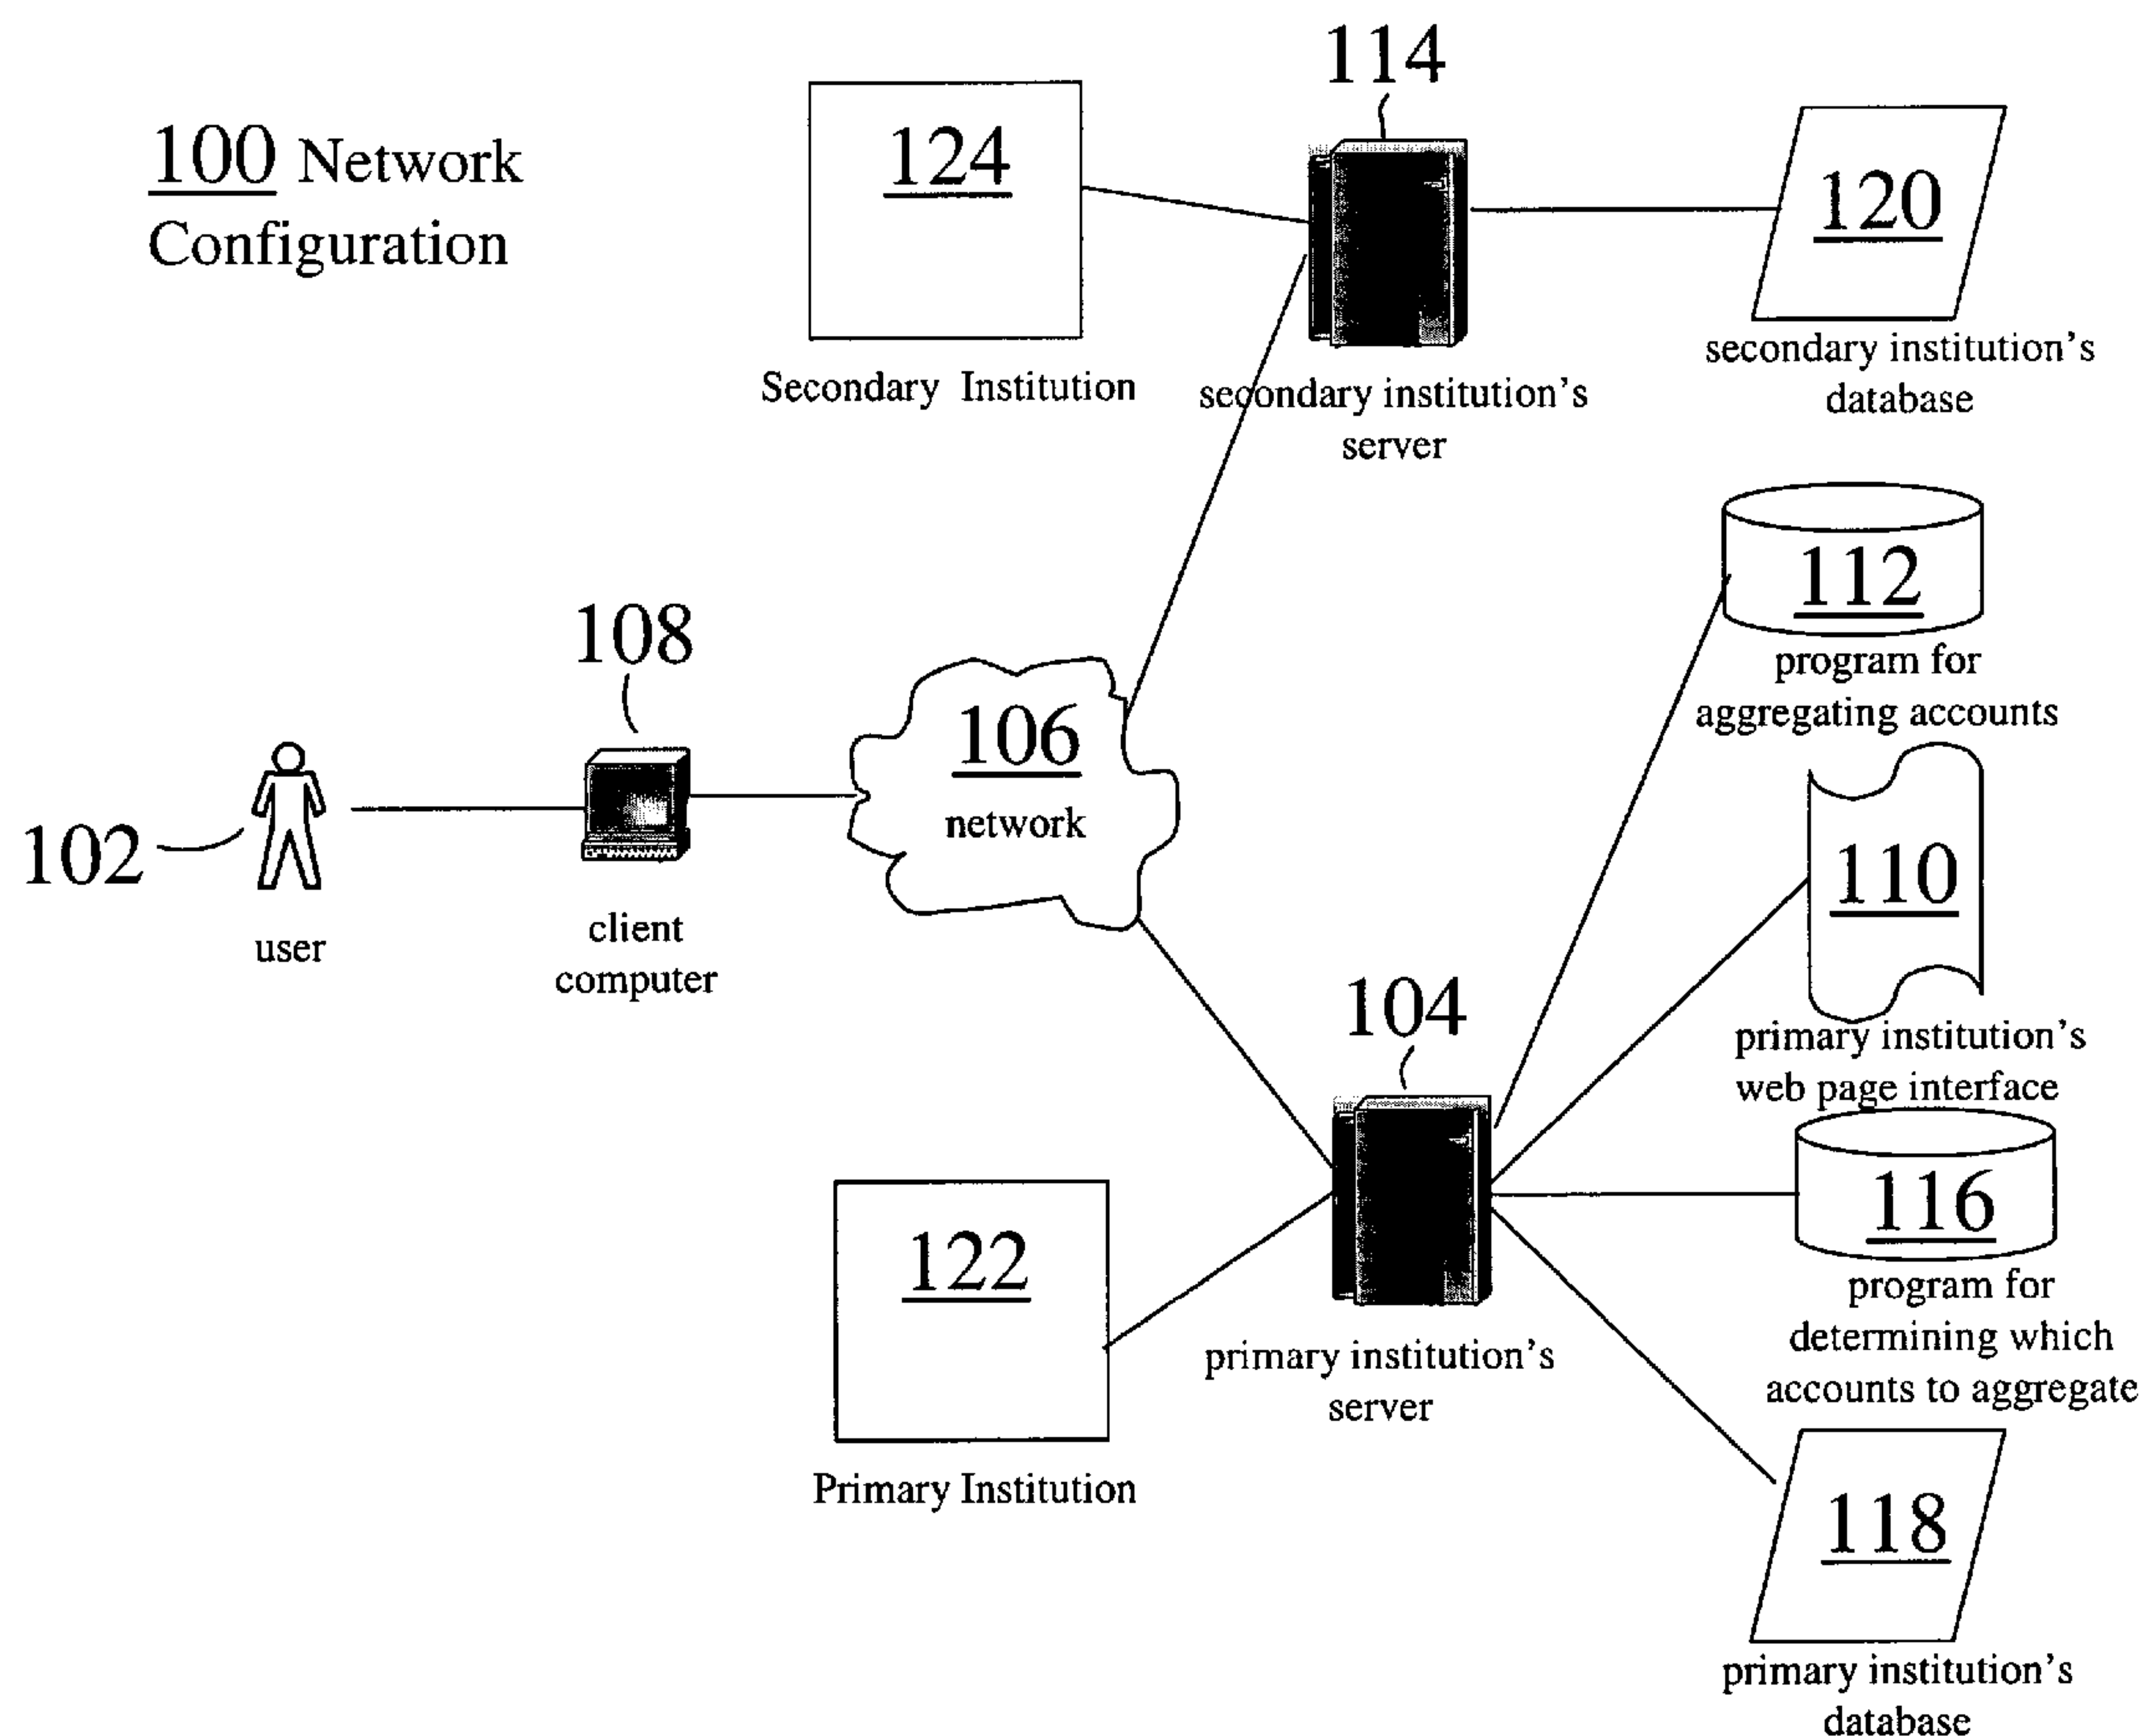 100 Network
Configuration
114
124
120
Secondary Institution
secondary institution's
server
secondary institution's
database
112
program for
aggregating accounts
108
106
network
102
user
client
computer
110
primary institution's
web page interface
104
122
Primary Institution
primary institution's
server
116
program for
determining which
accounts to aggregate
118
primary institution's
database